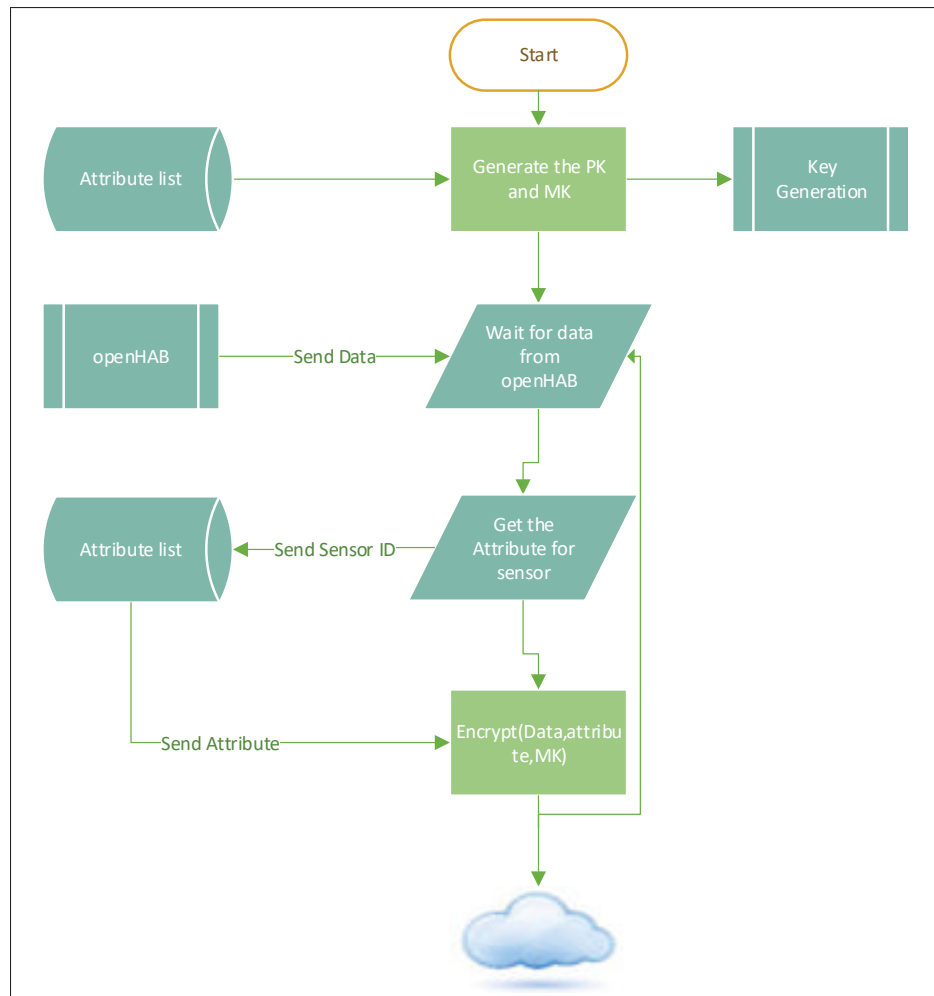 Start
Attribute list
Generate the PK
and MK
Key
Generation
openHAB
Send Data
Wait for data
from
openHAB
Attribute list
Send Sensor ID
Get the
Attribute for
sensor
Send Attribute
Encrypt(Data,attribu
te,MK)